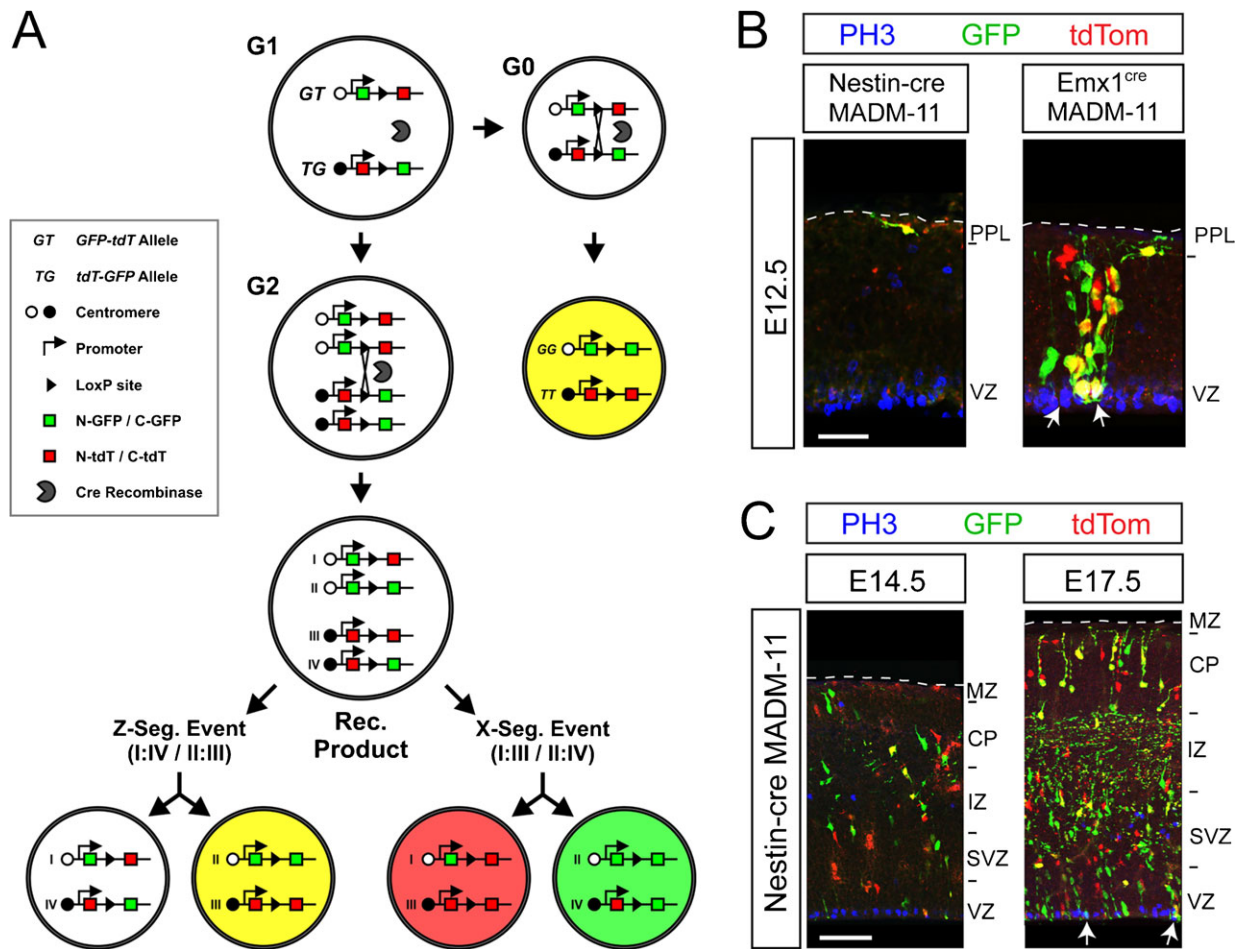 A
G1
GT
TG
G0
GT GFP-tdT Allele
TG tdT-GFP Allele
Centromere
Promoter
LoxP site
N-GFP / C-GFP
N-tdT / C-tdT
Cre Recombinase
G2
GG
TT
I
II
III
IV
Rec.
Product
Z-Seg. Event
(I:IV / II:III)
X-Seg. Event
(I:III / II:IV)
I
IV
II
III
I
III
II
IV
B
PH3 GFP tdTom
Nestin-cre
MADM-11
Emx1cre
MADM-11
E12.5
PPL
VZ
PPL
VZ
C
PH3 GFP tdTom
E14.5
E17.5
Nestin-cre MADM-11
MZ
CP
IZ
SVZ
VZ
MZ
CP
IZ
SVZ
VZ